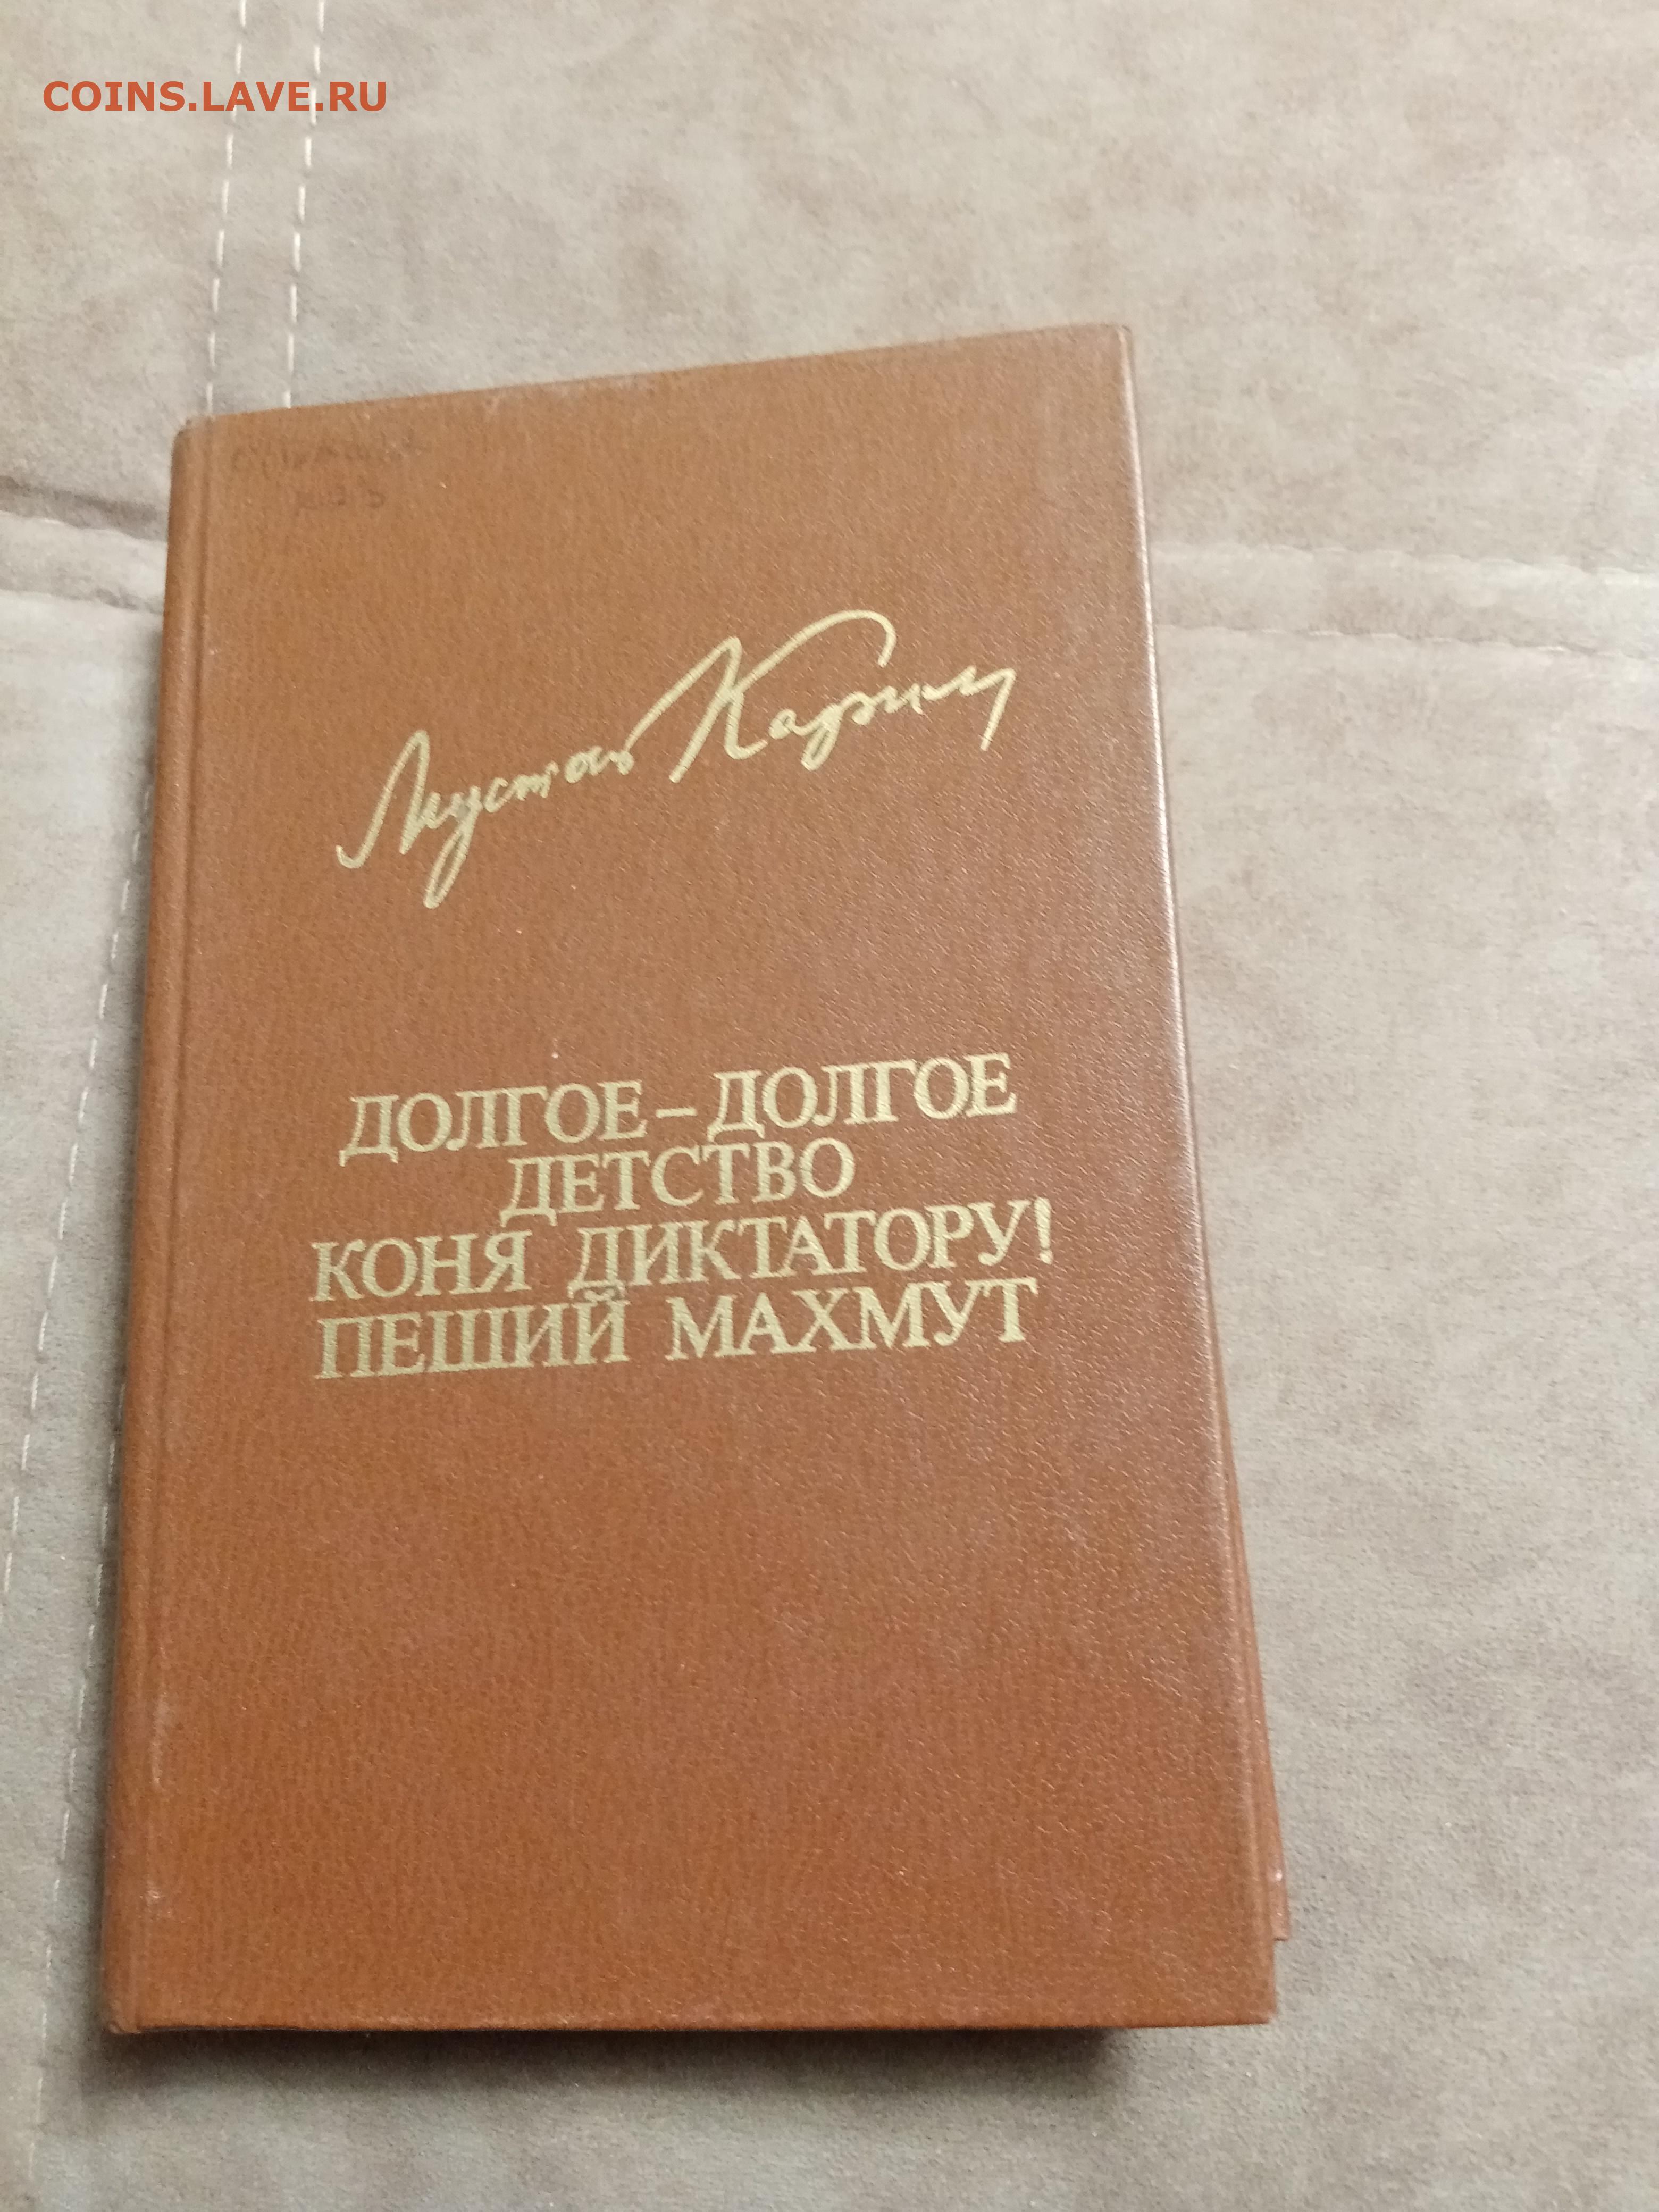 COINS.LAVE.RU
Мустай Карим
ДОЛГОЕ – ДОЛГОЕ
ДЕТСТВО
КОНЯ ДИКТАТОРУ!
ПЕШИЙ МАХМУТ